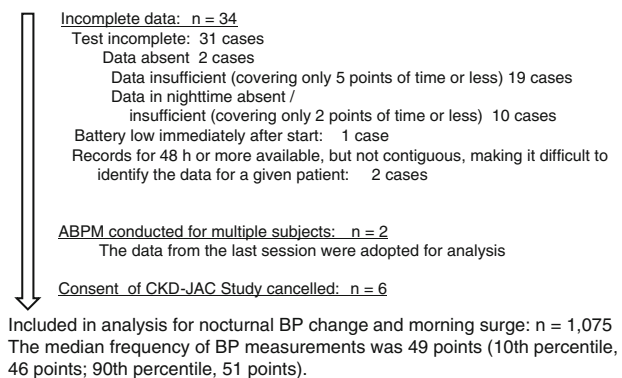 Incomplete data: n = 34
Test incomplete: 31 cases
Data absent 2 cases
Data insufficient (covering only 5 points of time or less) 19 cases
Data in nighttime absent /
insufficient (covering only 2 points of time or less) 10 cases
Battery low immediately after start: 1 case
Records for 48 h or more available, but not contiguous, making it difficult to
identify the data for a given patient: 2 cases
ABPM conducted for multiple subjects: n = 2
The data from the last session were adopted for analysis
Consent of CKD-JAC Study cancelled: n = 6
Included in analysis for nocturnal BP change and morning surge: n = 1,075
The median frequency of BP measurements was 49 points (10th percentile,
46 points; 90th percentile, 51 points).